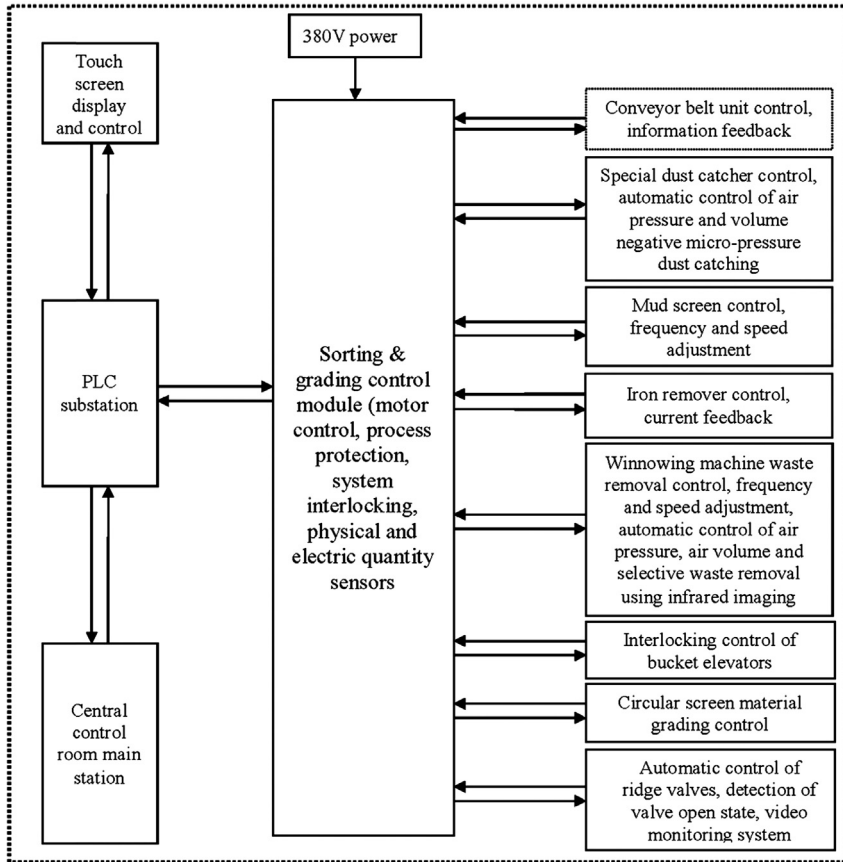 380V power
Touch
screen
display
and control
PLC
substation
Central
control
room main
station
Sorting &
grading control
module (motor
control, process
protection,
system
interlocking,
physical and
electric quantity
sensors
Conveyor belt unit control,
information feedback
Special dust catcher control,
automatic control of air
pressure and volume
negative micro-pressure
dust catching
Mud screen control,
frequency and speed
adjustment
Iron remover control,
current feedback
Winnowing machine waste
removal control, frequency
and speed adjustment,
automatic control of air
pressure, air volume and
selective waste removal
using infrared imaging
Interlocking control of
bucket elevators
Circular screen material
grading control
Automatic control of
ridge valves, detection of
valve open state, video
monitoring system